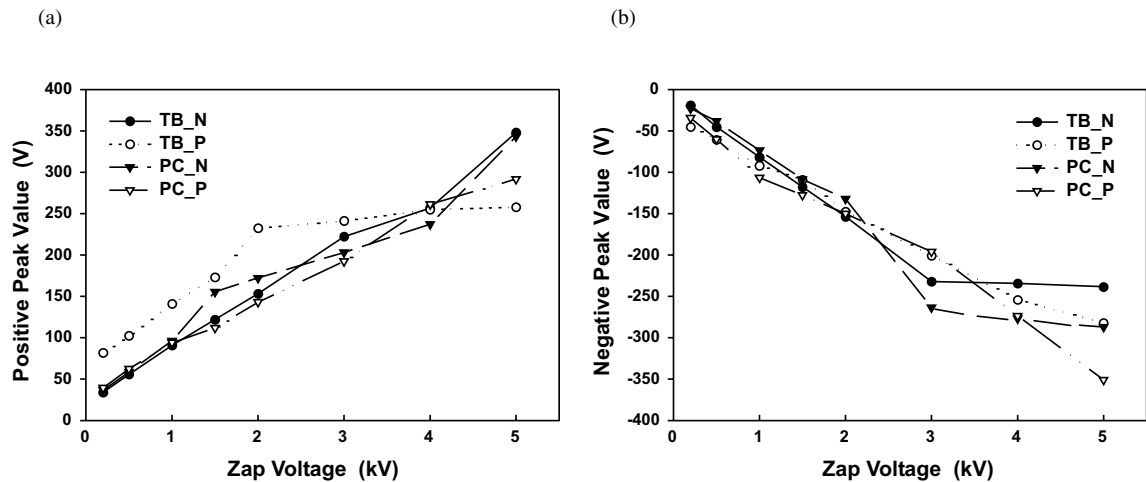 (a)
(b)
400
350
300
250
200
150
100
50
0
0
1
2
3
4
5
Positive Peak Value (V)
Zap Voltage (kV)
TB_N
TB_P
PC_N
PC_P
0
-50
-100
-150
-200
-250
-300
-350
-400
0
1
2
3
4
5
Negative Peak Value (V)
Zap Voltage (kV)
TB_N
TB_P
PC_N
PC_P